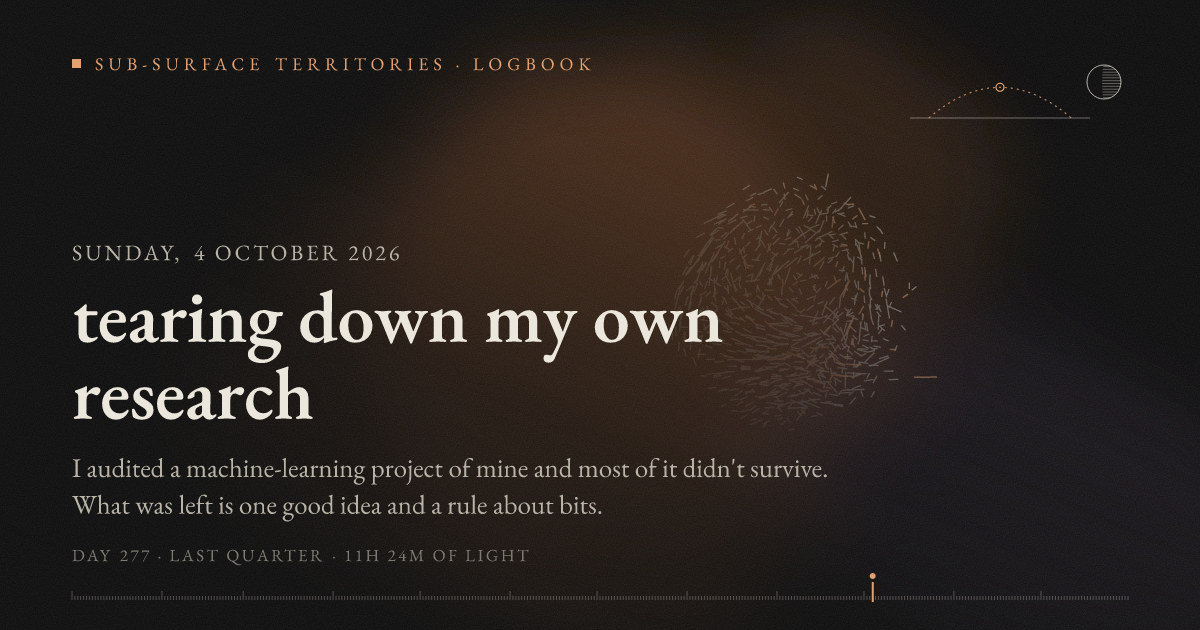 SUB-SURFACE TERRITORIES · LOGBOOK
SUNDAY, 4 OCTOBER 2026
tearing down my own
research
I audited a machine-learning project of mine and most of it didn't survive.
What was left is one good idea and a rule about bits.
DAY 277 · LAST QUARTER · 11H 24M OF LIGHT